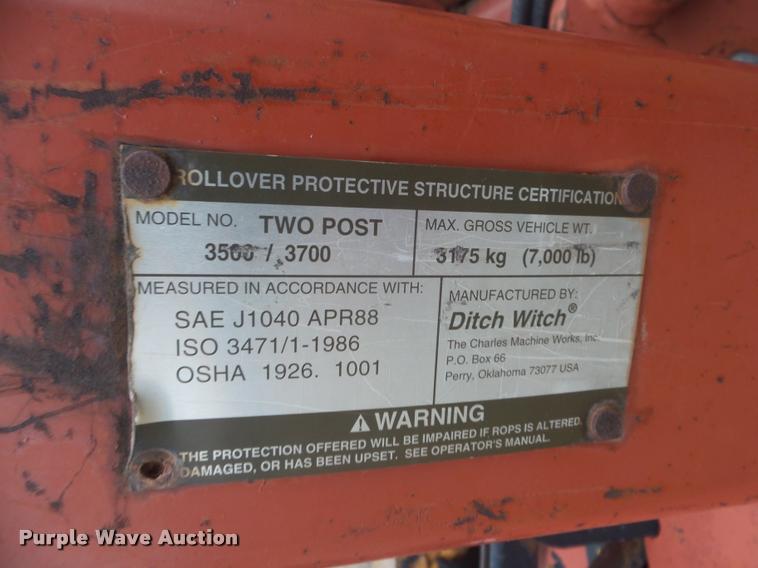 ROLLOVER PROTECTIVE STRUCTURE CERTIFICATION
MODEL NO. TWO POST
3500 / 3700
MAX. GROSS VEHICLE WT.
3175 kg (7,000 lb)
MEASURED IN ACCORDANCE WITH:
SAE J1040 APR88
ISO 3471/1-1986
OSHA 1926. 1001
MANUFACTURED BY:
Ditch Witch®
The Charles Machine Works, Inc
P.O. Box 66
Perry, Oklahoma 73077 USA
⚠ WARNING
THE PROTECTION OFFERED WILL BE IMPAIRED IF ROPS IS ALTERED,
DAMAGED, OR HAS BEEN UPSET. SEE OPERATOR'S MANUAL.
Purple Wave Auction